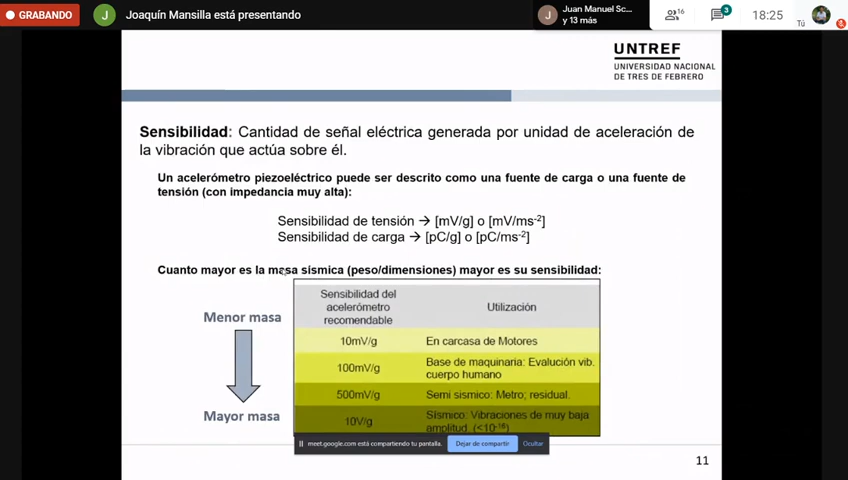 GRABANDO
J
Joaquín Mansilla está presentando
J
Juan Manuel Sc...
y 13 más
16
3
18:25
Tú
UNTREF
UNIVERSIDAD NACIONAL
DE TRES DE FEBRERO
Sensibilidad: Cantidad de señal eléctrica generada por unidad de aceleración de
la vibración que actúa sobre él.
Un acelerómetro piezoeléctrico puede ser descrito como una fuente de carga o una fuente de
tensión (con impedancia muy alta):
Sensibilidad de tensión → [mV/g] o [mV/ms⁻²]
Sensibilidad de carga → [pC/g] o [pC/ms⁻²]
Cuanto mayor es la masa sísmica (peso/dimensiones) mayor es su sensibilidad:
Menor masa
Mayor masa
Sensibilidad del
acelerómetro
recomendable
Utilización
10mV/g
En carcasa de Motores
100mV/g
Base de maquinaria: Evalución vib.
cuerpo humano
500mV/g
Semi sismico: Metro; residual.
10V/g
Sísmico: Vibraciones de muy baja
amplitud. (<10⁻¹⁶)
meet.google.com está compartiendo tu pantalla.
Dejar de compartir
Ocultar
11